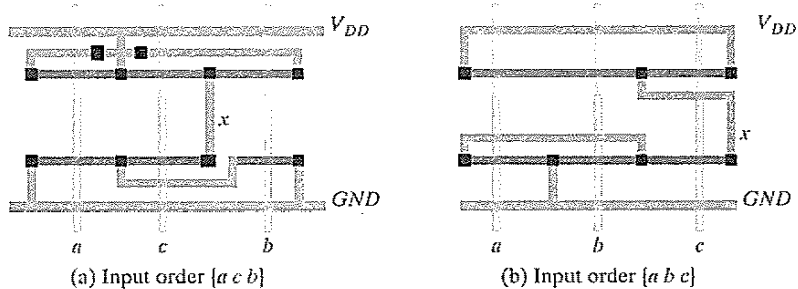 V_DD
x
GND
a c b
(a) Input order {a c b}
V_DD
x
GND
a b c
(b) Input order {a b c}